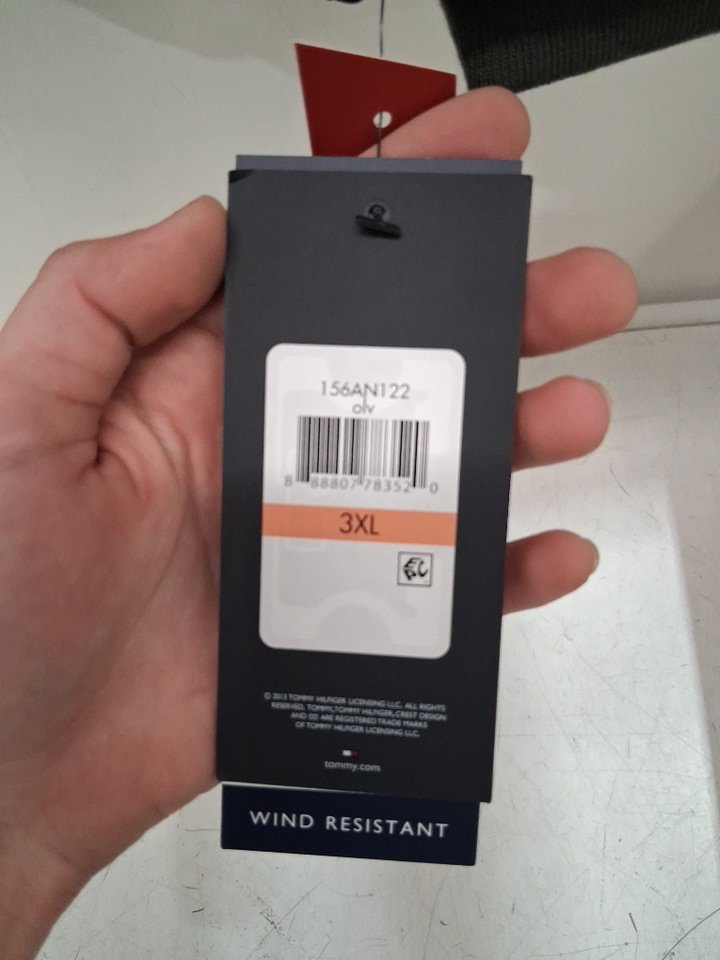 156AN122
OLV
8 88807 78352 0
3XL
© 2013 TOMMY HILFIGER LICENSING LLC. ALL RIGHTS
RESERVED, TOMMY, TOMMY HILFIGER, CREST DESIGN
AND ARE REGISTERED TRADE MARKS
OF TOMMY HILFIGER LICENSING LLC.
tommy.com
WIND RESISTANT